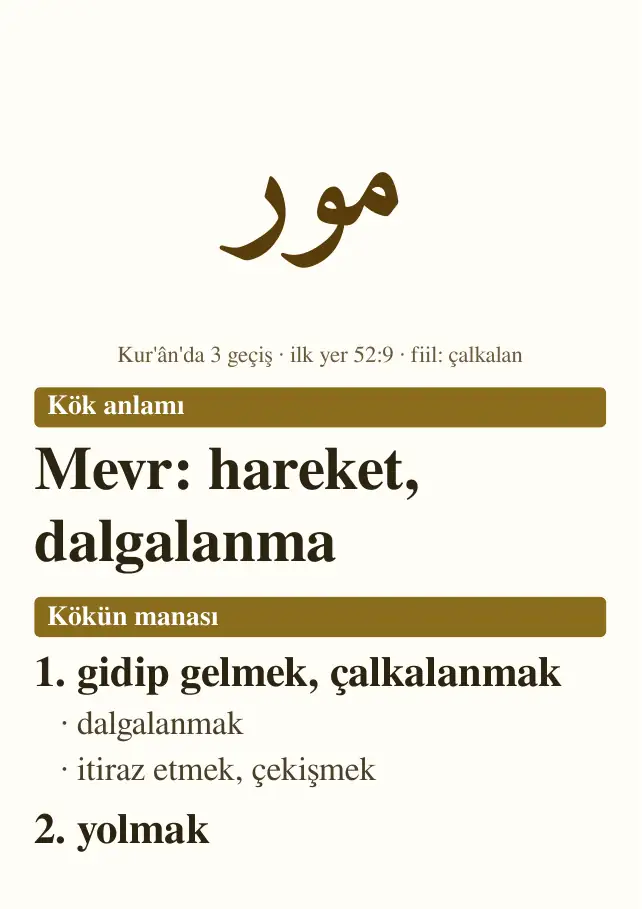 مور
Kur'ân'da 3 geçiş · ilk yer 52:9 · fiil: çalkalan
Kök anlamı
Mevr: hareket,
dalgalanma
Kökün manası
1. gidip gelmek, çalkalanmak
· dalgalanmak
· itiraz etmek, çekişmek
2. yolmak